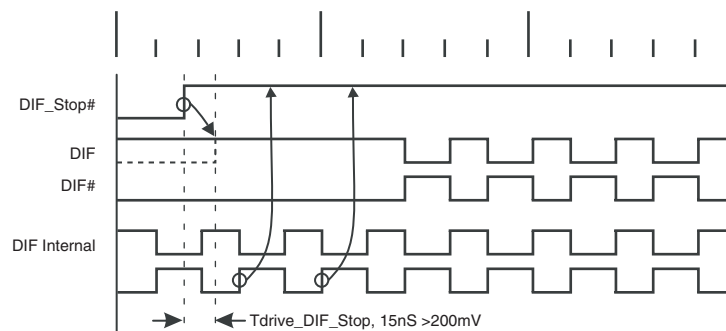 DIF_Stop#
DIF
DIF#
DIF Internal
Tdrive_DIF_Stop, 15nS >200mV